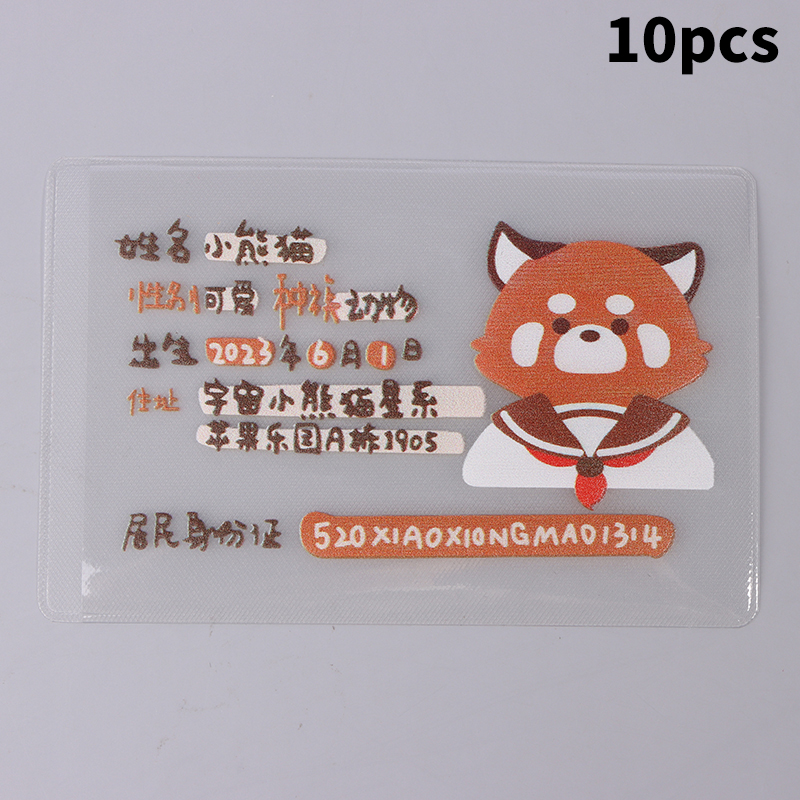 10pcs
姓名 小熊猫
性别 可爱 种族 动物
出生 2023年6月1日
住址 宇宙小熊猫星系
苹果乐园A栋1905
居民身份证 520XIAOXIONGMAO1314